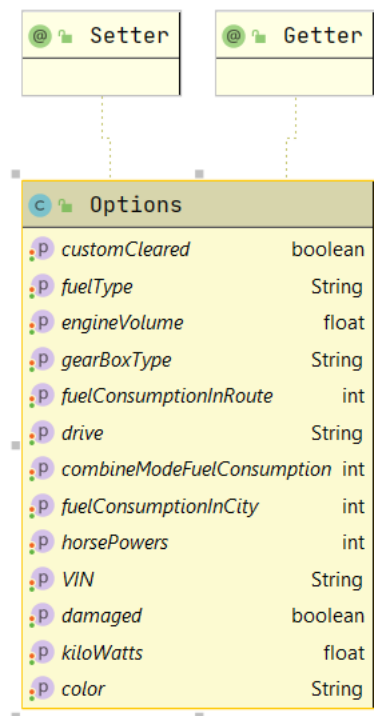 @ Setter
@ Getter
C Options
p customCleared boolean
p fuelType String
p engineVolume float
p gearBoxType String
p fuelConsumptionInRoute int
p drive String
p combineModeFuelConsumption int
p fuelConsumptionInCity int
p horsePowers int
p VIN String
p damaged boolean
p kiloWatts float
p color String